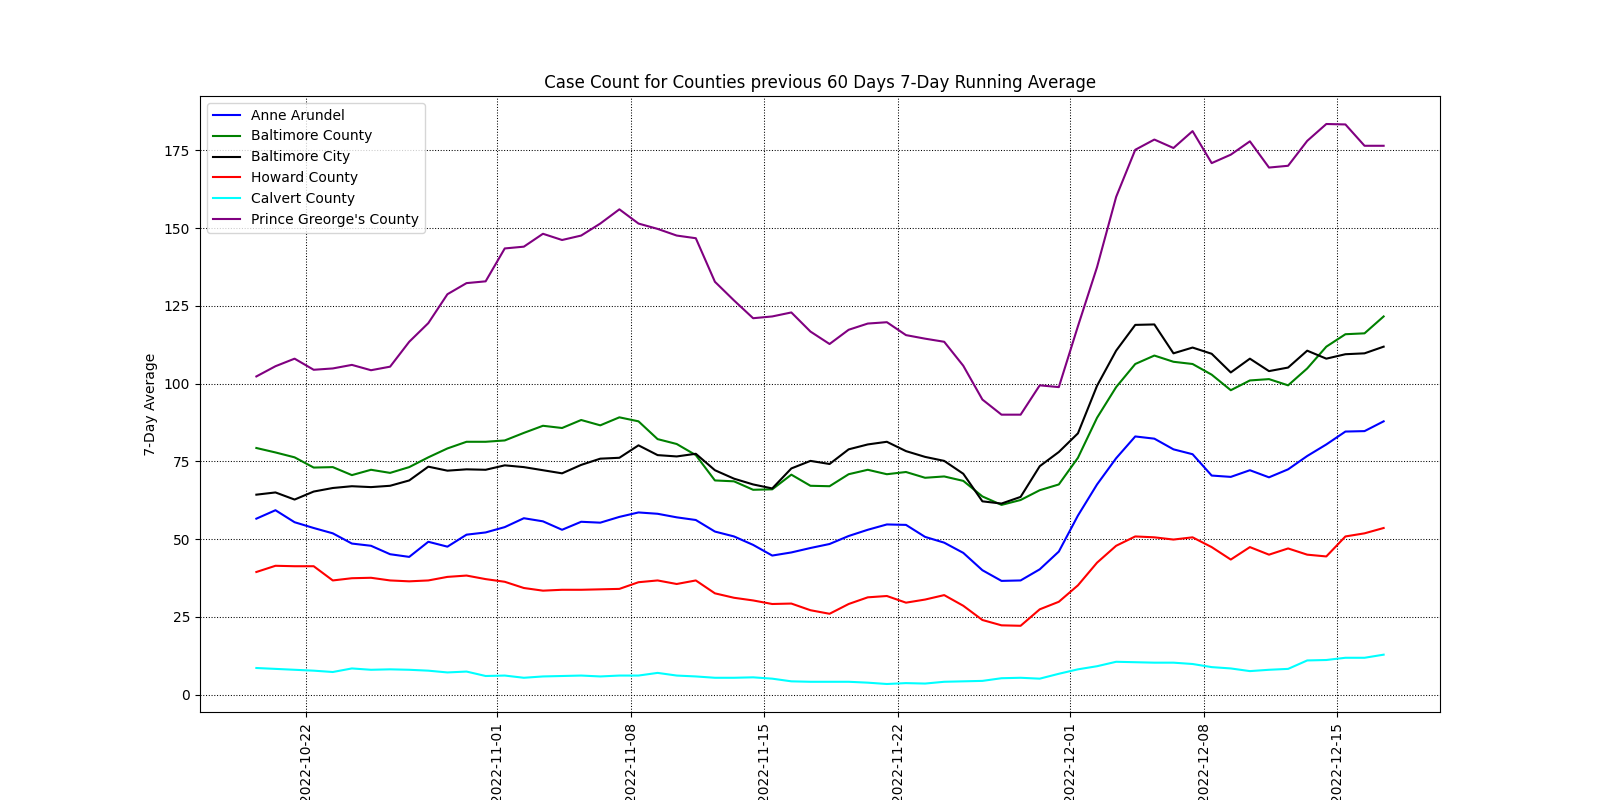 Case Count for Counties previous 60 Days 7-Day Running Average
Anne Arundel
Baltimore County
Baltimore City
Howard County
Calvert County
Prince Greorge's County
7-Day Average
175
150
125
100
75
50
25
0
2022-10-22
2022-11-01
2022-11-08
2022-11-15
2022-11-22
2022-12-01
2022-12-08
2022-12-15